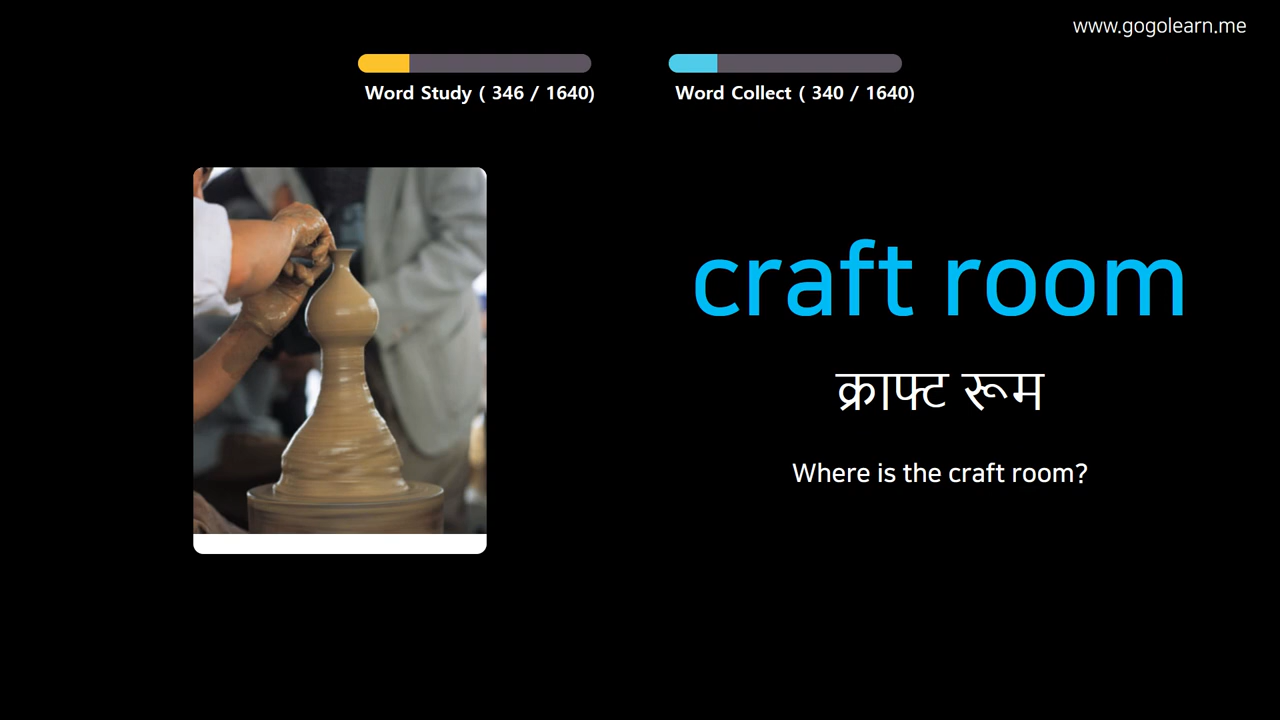 www.gogolearn.me
Word Study ( 346 / 1640)
Word Collect ( 340 / 1640)
craft room
क्राफ्ट रूम
Where is the craft room?